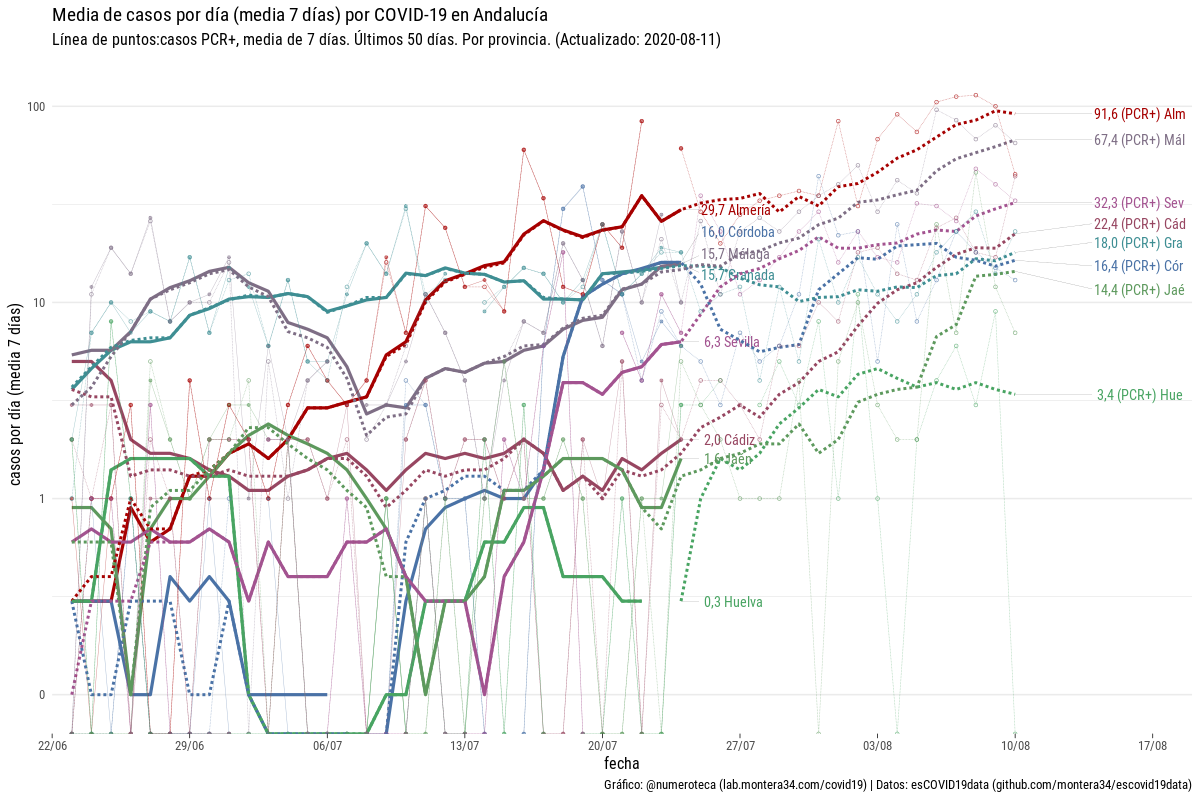 Media de casos por día (media 7 días) por COVID-19 en Andalucía
Línea de puntos:casos PCR+, media de 7 días. Últimos 50 días. Por provincia. (Actualizado: 2020-08-11)
casos por día (media 7 días)
100
10
1
0
91,6 (PCR+) Alm
67,4 (PCR+) Mál
32,3 (PCR+) Sev
22,4 (PCR+) Cád
18,0 (PCR+) Gra
16,4 (PCR+) Cór
14,4 (PCR+) Jaé
3,4 (PCR+) Hue
29,7 Almería
16,0 Córdoba
15,7 Málaga
15,7 Granada
6,3 Sevilla
2,0 Cádiz
1,6 Jaén
0,3 Huelva
22/06 29/06 06/07 13/07 20/07 27/07 03/08 10/08 17/08
fecha
Gráfico: @numeroteca (lab.montera34.com/covid19) | Datos: esCOVID19data (github.com/montera34/escovid19data)